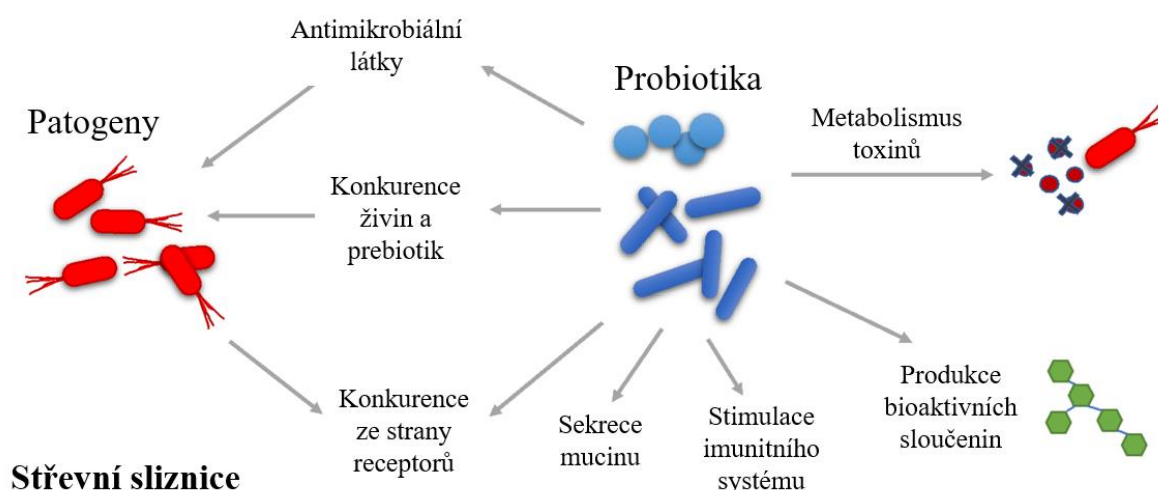 Antimikrobiální
látky
Probiotika
Patogeny
Metabolismus
toxinů
Konkurence
živin a
prebiotik
Konkurence
ze strany
receptorů
Sekrece
mucinu
Stimulace
imunitního
systému
Produkce
bioaktivních
sloučenin
Střevní sliznice